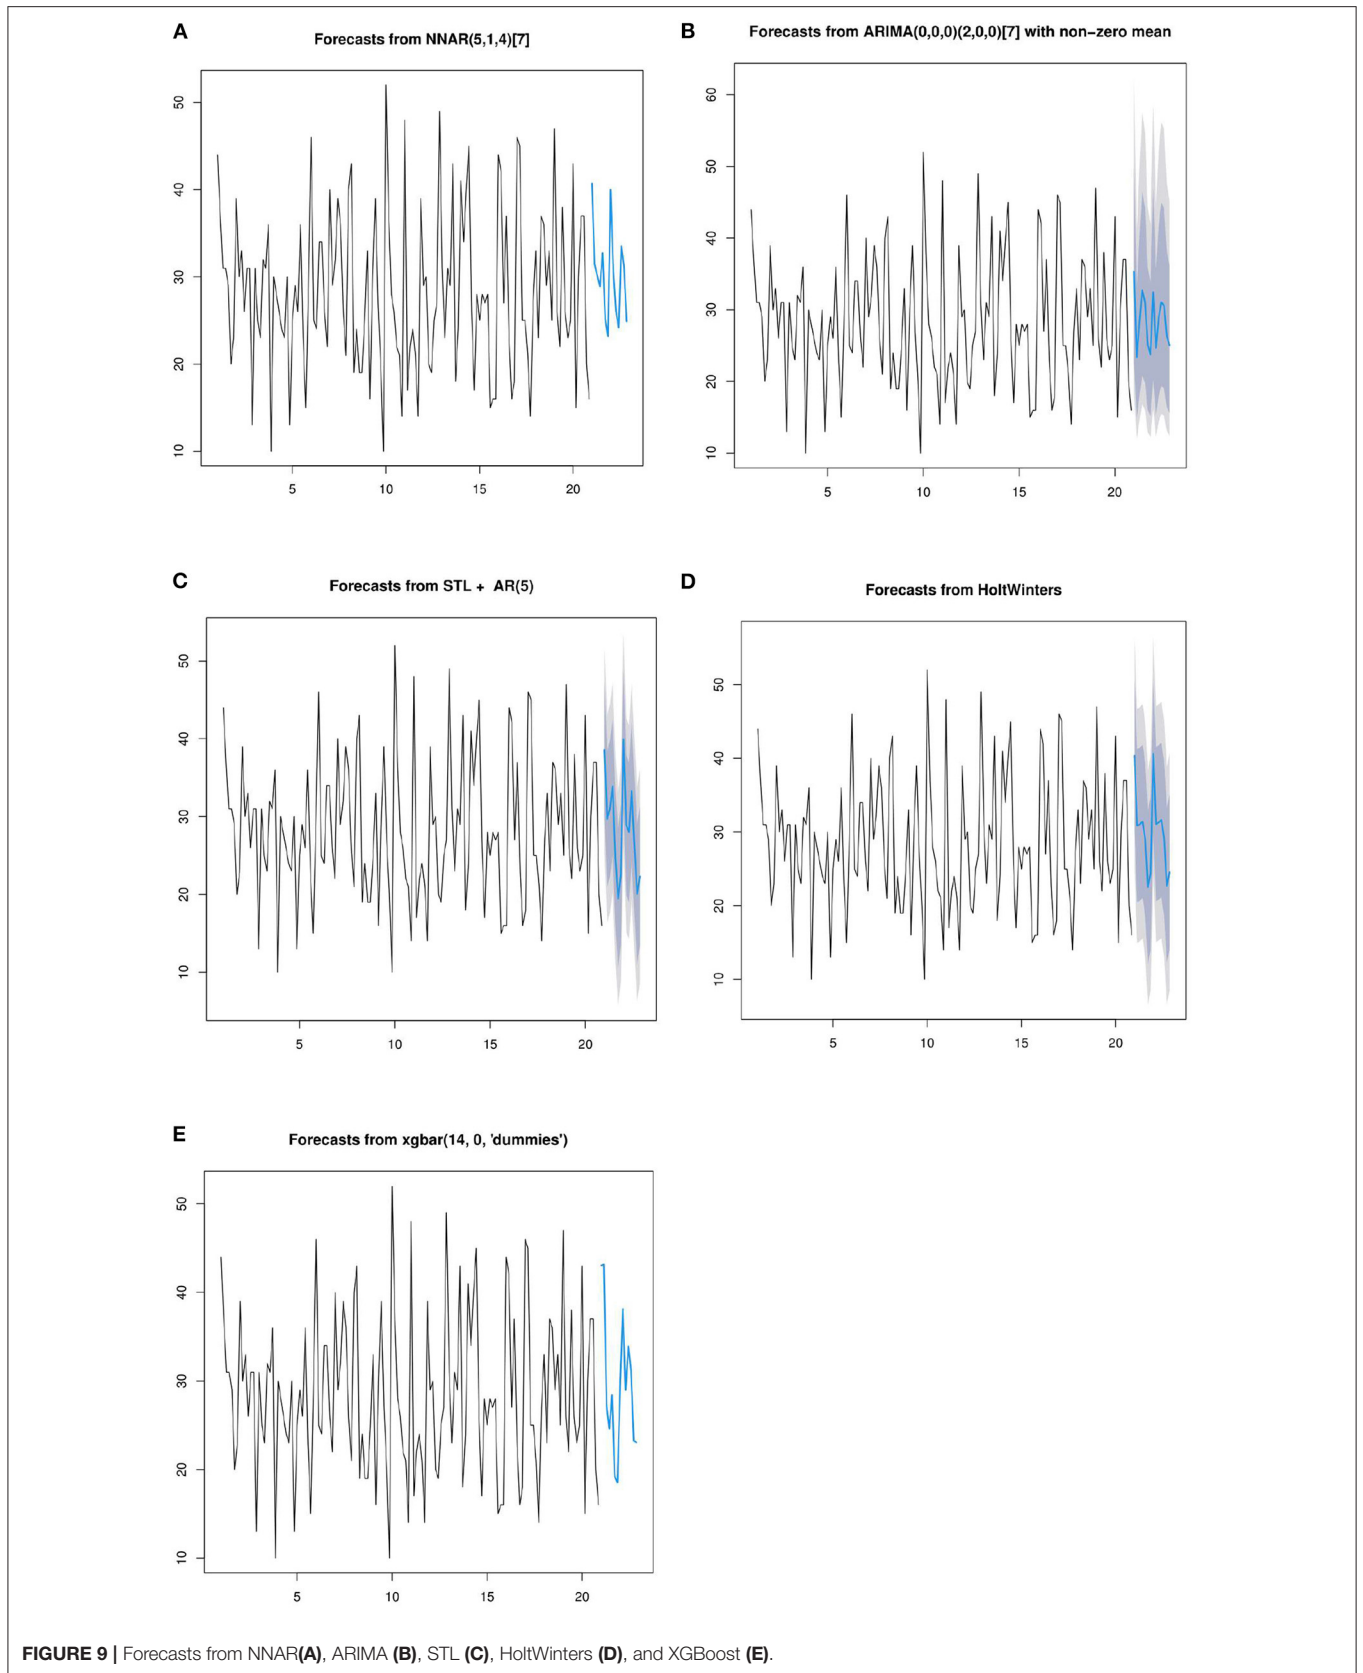 A
Forecasts from NNAR(5,1,4)[7]
50
40
30
20
10
5 10 15 20
B
Forecasts from ARIMA(0,0,0)(2,0,0)[7] with non−zero mean
60
50
40
30
20
10
5 10 15 20
C
Forecasts from STL + AR(5)
50
40
30
20
10
5 10 15 20
D
Forecasts from HoltWinters
50
40
30
20
10
5 10 15 20
E
Forecasts from xgbar(14, 0, 'dummies')
50
40
30
20
10
5 10 15 20
FIGURE 9 | Forecasts from NNAR(A), ARIMA (B), STL (C), HoltWinters (D), and XGBoost (E).